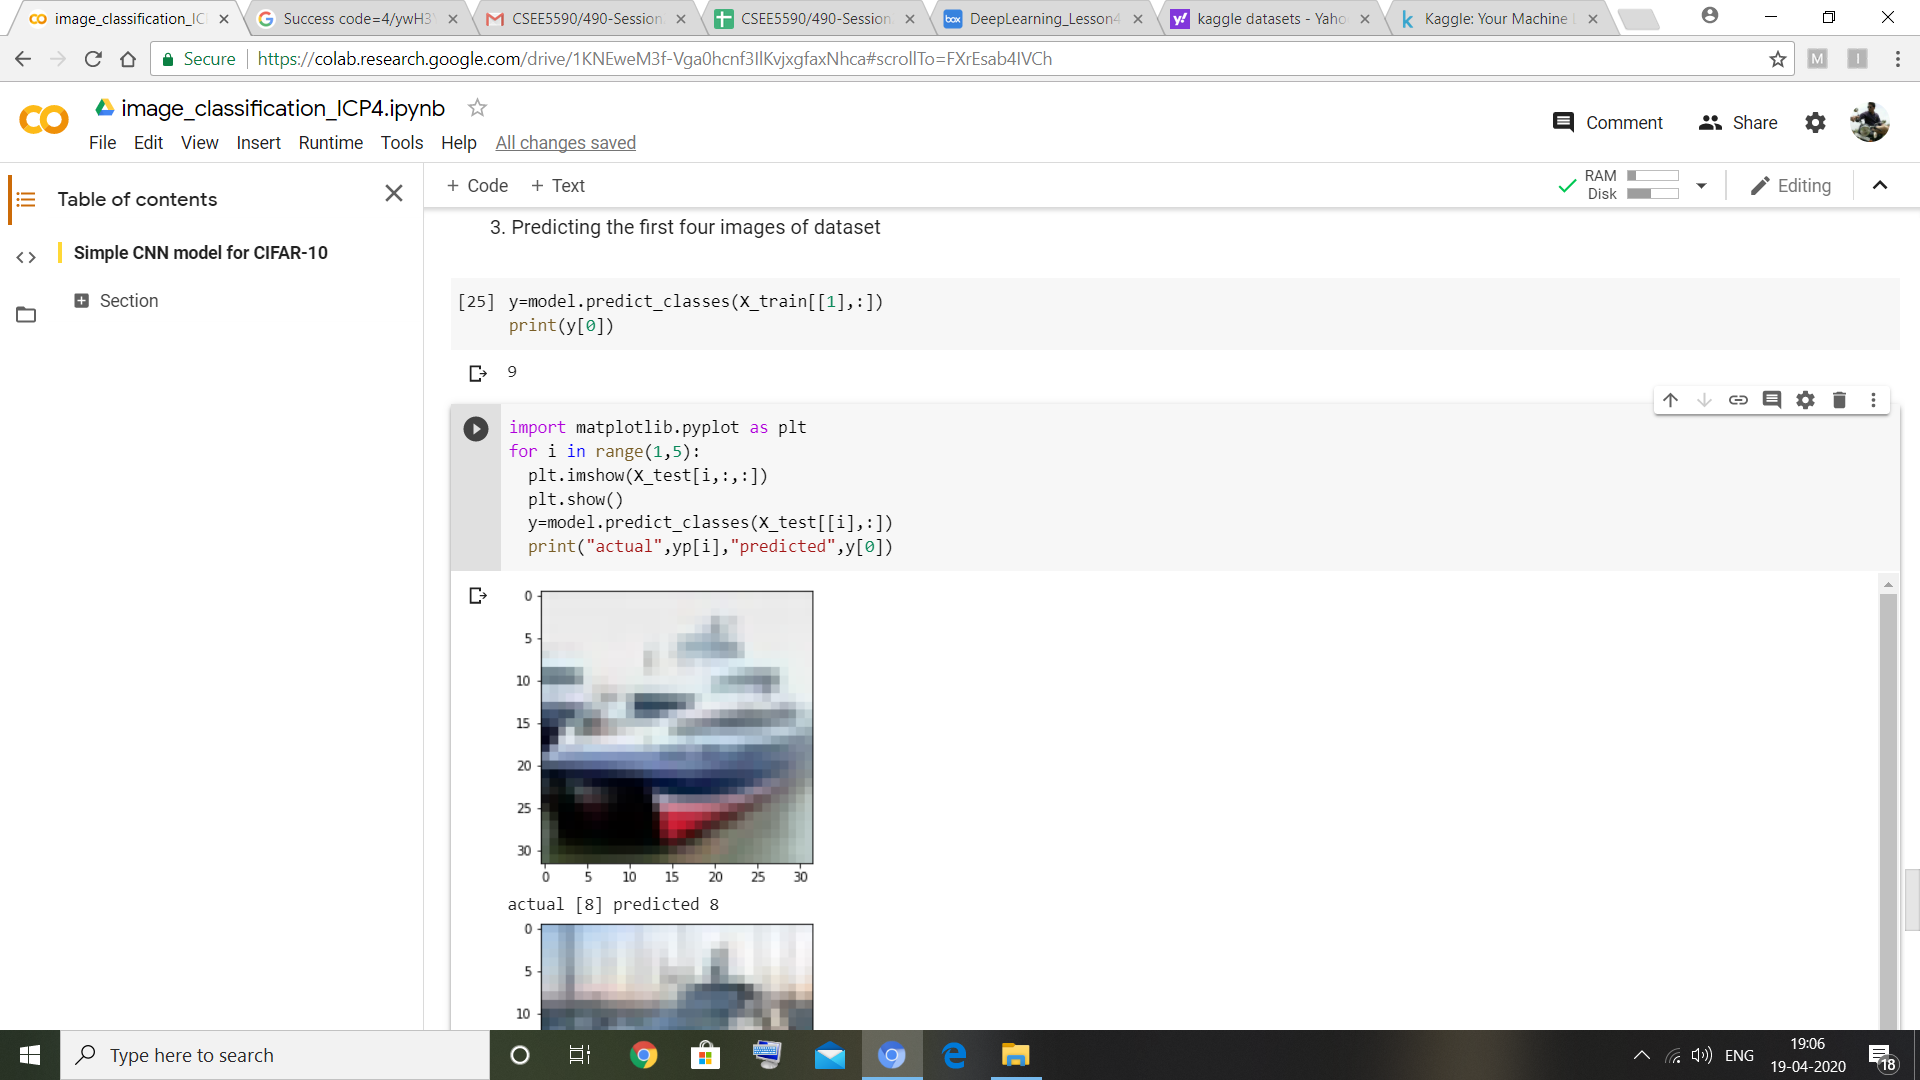 image_classification_IC
Success code=4/ywH3
CSEE5590/490-Session
CSEE5590/490-Session
DeepLearning_Lesson4
kaggle datasets - Yaho
Kaggle: Your Machine
Secure
https://colab.research.google.com/drive/1KNEweM3f-Vga0hcnf3IlKvjxgfaxNhca#scrollTo=FXrEsab4IVCh
M
I
image_classification_ICP4.ipynb
Comment
Share
File Edit View Insert Runtime Tools Help All changes saved
Table of contents
+ Code + Text
RAM
Disk
Editing
Simple CNN model for CIFAR-10
Section
3. Predicting the first four images of dataset
[25] y=model.predict_classes(X_train[[1],:])
print(y[0])
9
import matplotlib.pyplot as plt
for i in range(1,5):
plt.imshow(X_test[i,:,:])
plt.show()
y=model.predict_classes(X_test[[i],:])
print("actual",yp[i],"predicted",y[0])
0
5
10
15
20
25
30
0 5 10 15 20 25 30
actual [8] predicted 8
0
5
10
Type here to search
ENG
19:06
19-04-2020
18